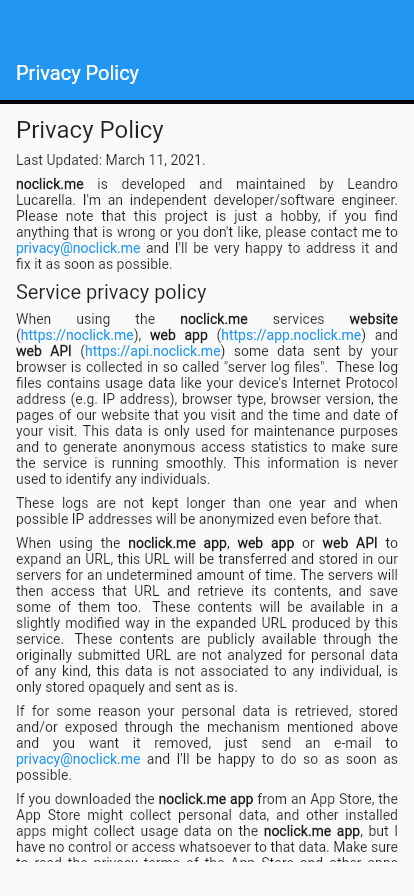 Privacy Policy
Privacy Policy
Last Updated: March 11, 2021.
noclick.me is developed and maintained by Leandro
Lucarella. I'm an independent developer/software engineer.
Please note that this project is just a hobby, if you find
anything that is wrong or you don't like, please contact me to
privacy@noclick.me and I'll be very happy to address it and
fix it as soon as possible.
Service privacy policy
When using the noclick.me services website
(https://noclick.me), web app (https://app.noclick.me) and
web API (https://api.noclick.me) some data sent by your
browser is collected in so called "server log files". These log
files contains usage data like your device's Internet Protocol
address (e.g. IP address), browser type, browser version, the
pages of our website that you visit and the time and date of
your visit. This data is only used for maintenance purposes
and to generate anonymous access statistics to make sure
the service is running smoothly. This information is never
used to identify any individuals.
These logs are not kept longer than one year and when
possible IP addresses will be anonymized even before that.
When using the noclick.me app, web app or web API to
expand an URL, this URL will be transferred and stored in our
servers for an undetermined amount of time. The servers will
then access that URL and retrieve its contents, and save
some of them too. These contents will be available in a
slightly modified way in the expanded URL produced by this
service. These contents are publicly available through the
originally submitted URL are not analyzed for personal data
of any kind, this data is not associated to any individual, is
only stored opaquely and sent as is.
If for some reason your personal data is retrieved, stored
and/or exposed through the mechanism mentioned above
and you want it removed, just send an e-mail to
privacy@noclick.me and I'll be happy to do so as soon as
possible.
If you downloaded the noclick.me app from an App Store, the
App Store might collect personal data, and other installed
apps might collect usage data on the noclick.me app, but I
have no control or access whatsoever to that data. Make sure
to read the privacy terms of the App Store and other apps